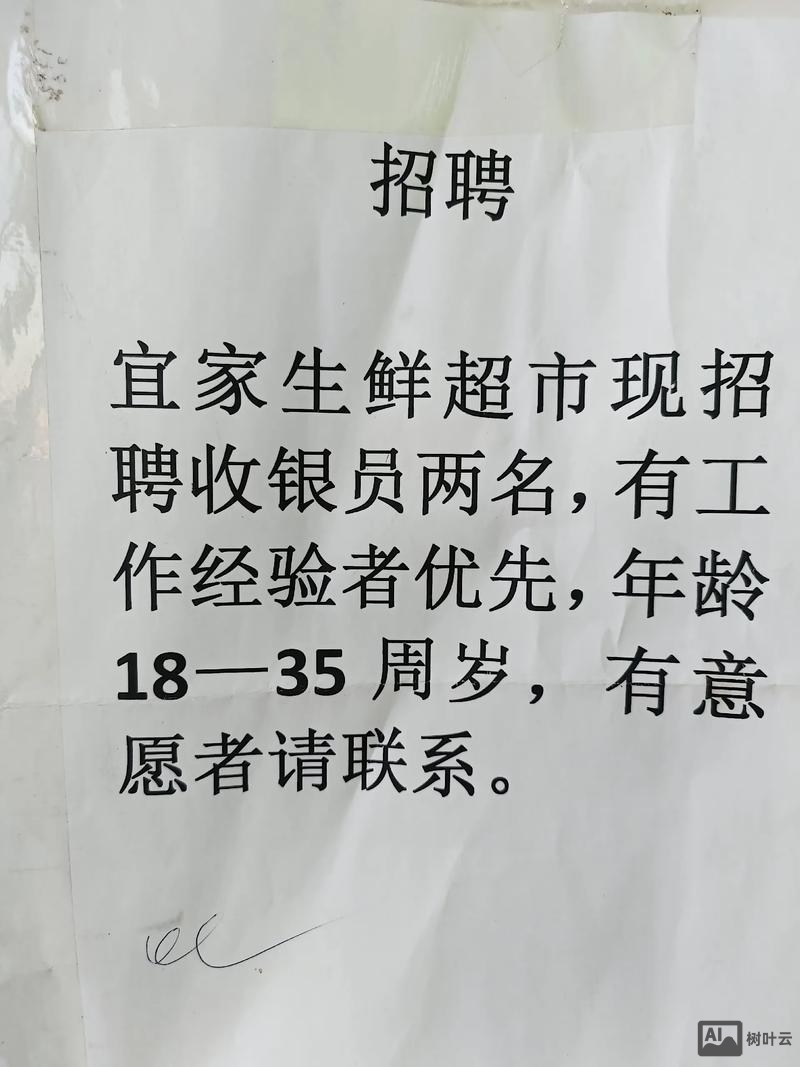 招聘
宜家生鲜超市现招
聘收银员两名，有工
作经验者优先，年龄
18—35 周岁，有意
愿者请联系。
AI 树叶云